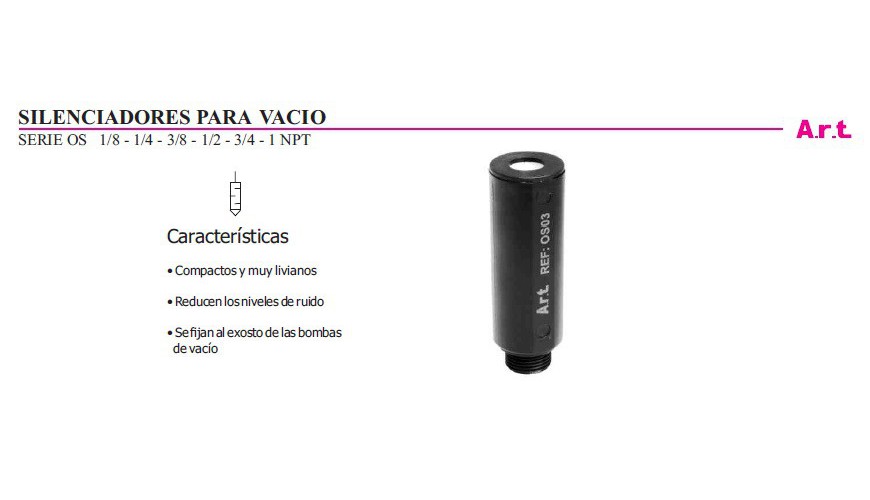 SILENCIADORES PARA VACIO
A.r.t.
SERIE OS 1/8 - 1/4 - 3/8 - 1/2 - 3/4 - 1 NPT
Características
• Compactos y muy livianos
• Reducen los niveles de ruido
• Se fijan al exosto de las bombas
de vacío
A.r.t. REF: OS03